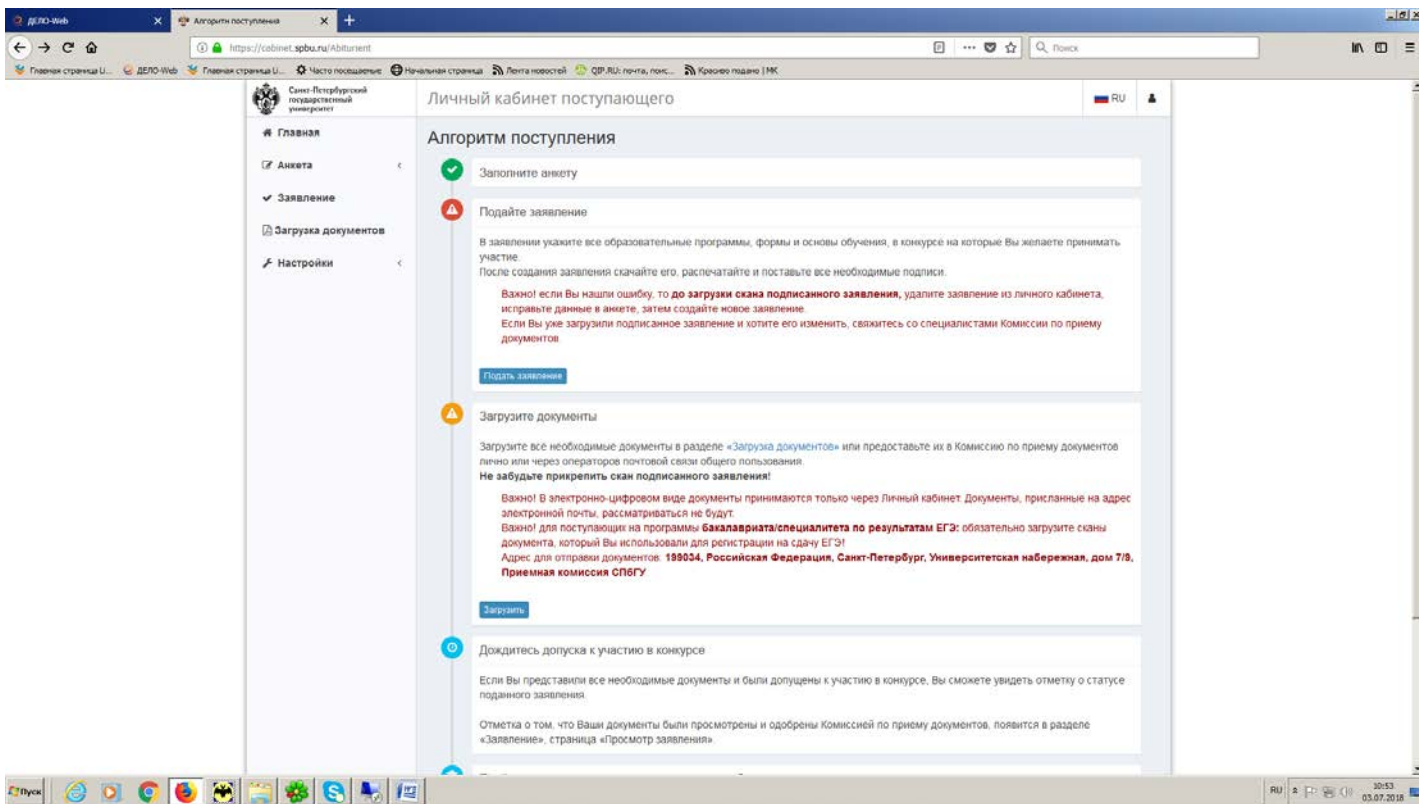 ДЕЛО-Web
Алгоритм поступления
https://cabinet.spbu.ru/Abiturient
Поиск
Главная страница U...
ДЕЛО-Web
Главная страница U...
Часто посещаемые
Начальная страница
Лента новостей
QIP.RU: почта, поис...
Красиво подано | МК
Санкт-Петербургский
государственный
университет
Личный кабинет поступающего
RU
Главная
Анкета
Заявление
Загрузка документов
Настройки
Алгоритм поступления
Заполните анкету
Подайте заявление
В заявлении укажите все образовательные программы, формы и основы обучения, в конкурсе на которые Вы желаете принимать
участие.
После создания заявления скачайте его, распечатайте и поставьте все необходимые подписи.
Важно! если Вы нашли ошибку, то до загрузки скана подписанного заявления, удалите заявление из личного кабинета,
исправьте данные в анкете, затем создайте новое заявление.
Если Вы уже загрузили подписанное заявление и хотите его изменить, свяжитесь со специалистами Комиссии по приему
документов.
Подать заявление
Загрузите документы
Загрузите все необходимые документы в разделе «Загрузка документов» или предоставьте их в Комиссию по приему документов
лично или через операторов почтовой связи общего пользования.
Не забудьте прикрепить скан подписанного заявления!
Важно! В электронно-цифровом виде документы принимаются только через Личный кабинет. Документы, присланные на адрес
электронной почты, рассматриваться не будут.
Важно! для поступающих на программы бакалавриата/специалитета по результатам ЕГЭ: обязательно загрузите сканы
документа, который Вы использовали для регистрации на сдачу ЕГЭ!
Адрес для отправки документов: 199034, Российская Федерация, Санкт-Петербург, Университетская набережная, дом 7/9,
Приемная комиссия СПбГУ
Загрузить
Дождитесь допуска к участию в конкурсе
Если Вы представили все необходимые документы и были допущены к участию в конкурсе, Вы сможете увидеть отметку о статусе
поданного заявления.
Отметка о том, что Ваши документы были просмотрены и одобрены Комиссией по приему документов, появится в разделе
«Заявление», страница «Просмотр заявления».
Пуск
RU
10:53
03.07.2018